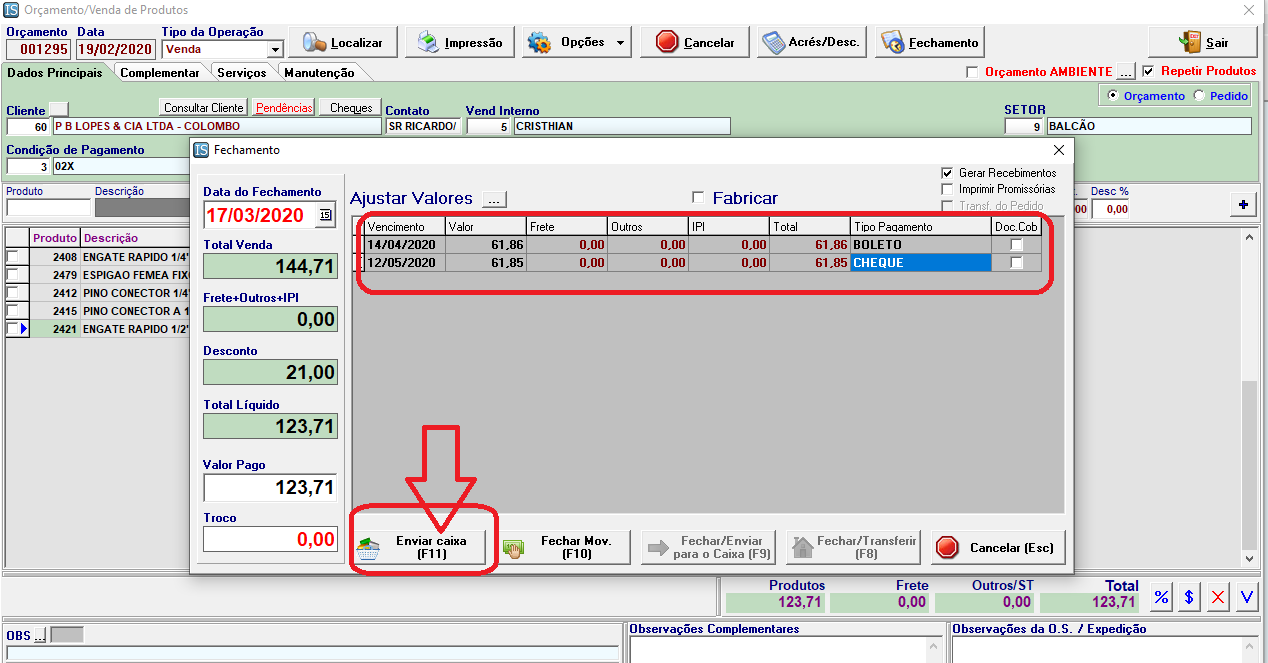 IS Orçamento/Venda de Produtos
Orçamento Data Tipo da Operação
001295 19/02/2020 Venda
Localizar Impressão Opções Cancelar Acrés/Desc. Fechamento Sair
Dados Principais Complementar Serviços Manutenção
Orçamento AMBIENTE ... Repetir Produtos
Orçamento Pedido
Cliente Consultar Cliente Pendências Cheques Contato Vend Interno SETOR
60 P B LOPES & CIA LTDA - COLOMBO SR RICARDO/ 5 CRISTHIAN 9 BALCÃO
Condição de Pagamento
3 02X
Produto Descrição
Desc %
00 0,00
+
Produto Descrição
2408 ENGATE RAPIDO 1/4'
2479 ESPIGAO FEMEA FIX
2412 PINO CONECTOR 1/4'
2415 PINO CONECTOR A 1
2421 ENGATE RAPIDO 1/2'
IS Fechamento
Data do Fechamento
17/03/2020 15
Total Venda
144,71
Frete+Outros+IPI
0,00
Desconto
21,00
Total Líquido
123,71
Valor Pago
123,71
Troco
0,00
Ajustar Valores ... Fabricar
Gerar Recebimentos
Imprimir Promissórias
Transf. do Pedido
Vencimento Valor Frete Outros IPI Total Tipo Pagamento Doc.Cob
14/04/2020 61,86 0,00 0,00 0,00 61,86 BOLETO
12/05/2020 61,85 0,00 0,00 0,00 61,85 CHEQUE
Enviar caixa
(F11)
Fechar Mov.
(F10)
Fechar/Enviar
para o Caixa (F9)
Fechar/Transferir
(F8)
Cancelar (Esc)
Produtos Frete Outros/ST Total
123,71 0,00 0,00 123,71
% $ X V
OBS ...
Observações Complementares
Observações da O.S. / Expedição